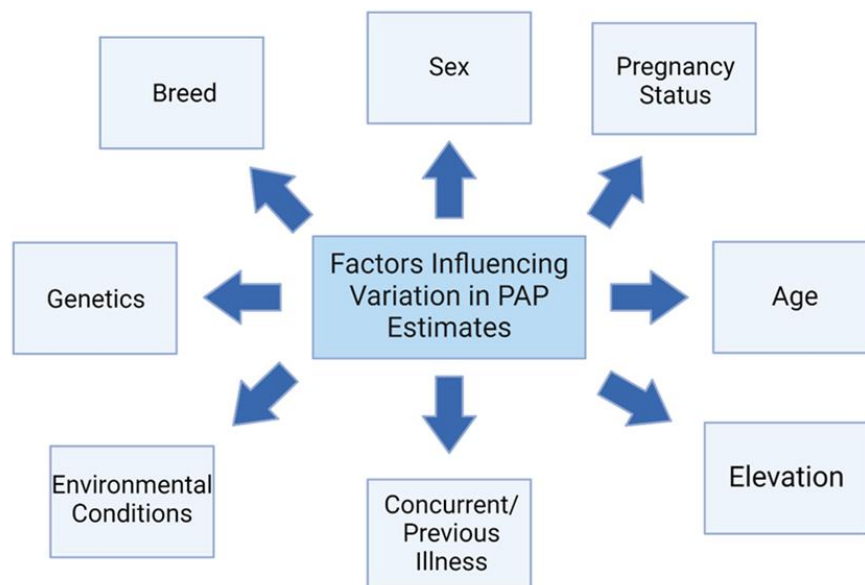 Breed
Sex
Pregnancy
Status
Genetics
Factors Influencing
Variation in PAP
Estimates
Age
Environmental
Conditions
Concurrent/
Previous
Illness
Elevation